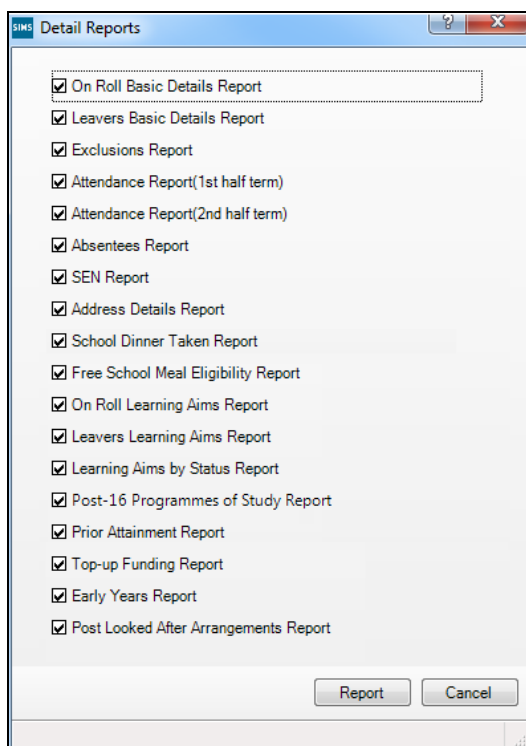 SIMS Detail Reports ? X
On Roll Basic Details Report
Leavers Basic Details Report
Exclusions Report
Attendance Report(1st half term)
Attendance Report(2nd half term)
Absentees Report
SEN Report
Address Details Report
School Dinner Taken Report
Free School Meal Eligibility Report
On Roll Learning Aims Report
Leavers Learning Aims Report
Learning Aims by Status Report
Post-16 Programmes of Study Report
Prior Attainment Report
Top-up Funding Report
Early Years Report
Post Looked After Arrangements Report
Report Cancel